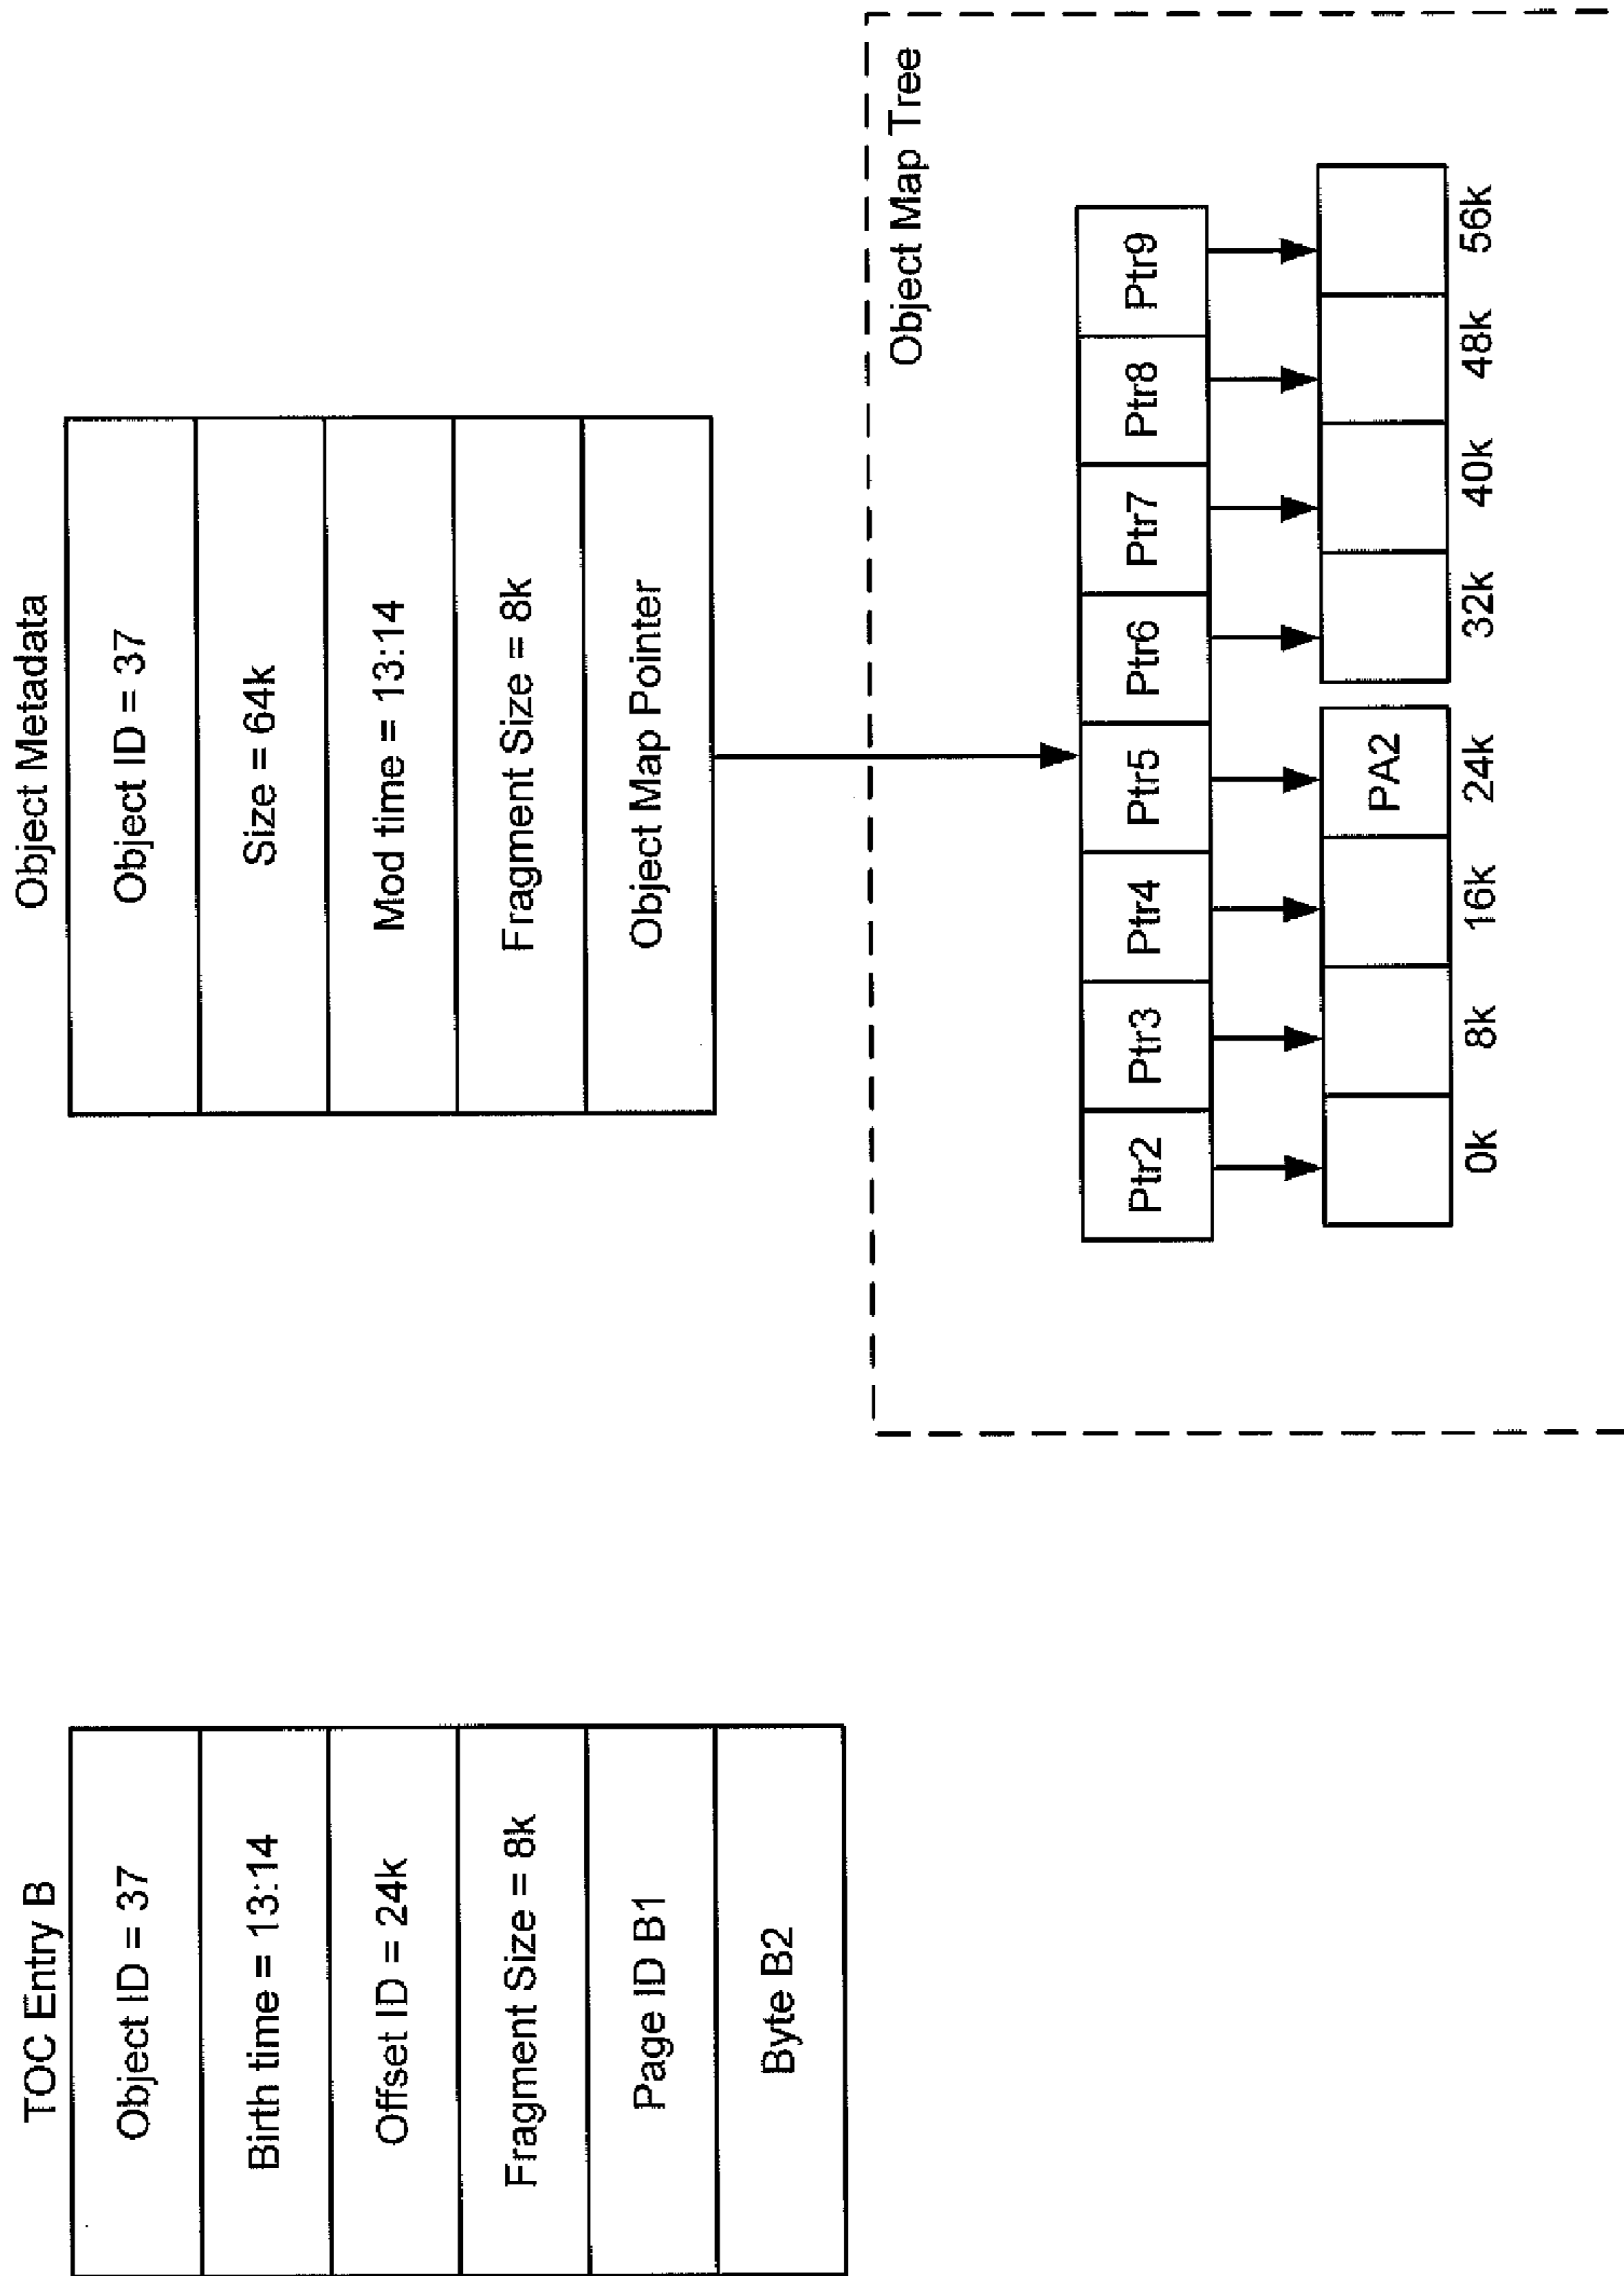 TOC Entry B
Object ID = 37
Birth time = 13:14
Offset ID = 24k
Fragment Size = 8k
Page ID B1
Byte B2
Object Metadata
Object ID = 37
Size = 64k
Mod time = 13:14
Fragment Size = 8k
Object Map Pointer
Object Map Tree
Ptr2 Ptr3 Ptr4 Ptr5 Ptr6 Ptr7 Ptr8 Ptr9
PA2
0k 8k 16k 24k 32k 40k 48k 56k